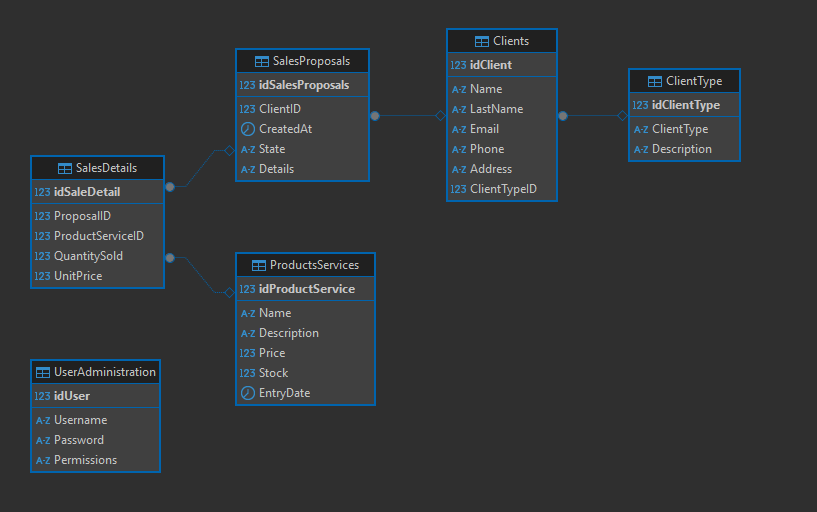 SalesProposals
123 idSalesProposals
123 ClientID
CreatedAt
A-Z State
A-Z Details
Clients
123 idClient
A-Z Name
A-Z LastName
A-Z Email
A-Z Phone
A-Z Address
123 ClientTypeID
ClientType
123 idClientType
A-Z ClientType
A-Z Description
SalesDetails
123 idSaleDetail
123 ProposalID
123 ProductServiceID
123 QuantitySold
123 UnitPrice
ProductsServices
123 idProductService
A-Z Name
A-Z Description
123 Price
123 Stock
EntryDate
UserAdministration
123 idUser
A-Z Username
A-Z Password
A-Z Permissions